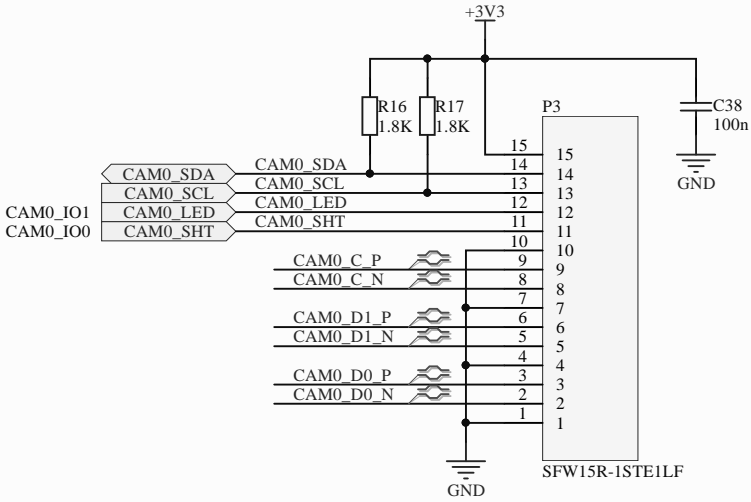 +3V3
R16
1.8K
R17
1.8K
P3
C38
100n
GND
15 15
CAM0_SDA CAM0_SDA 14 14
CAM0_SCL CAM0_SCL 13 13
CAM0_IO1 CAM0_LED CAM0_LED 12 12
CAM0_IO0 CAM0_SHT CAM0_SHT 11 11
10 10
CAM0_C_P 9 9
CAM0_C_N 8 8
7 7
CAM0_D1_P 6 6
CAM0_D1_N 5 5
4 4
CAM0_D0_P 3 3
CAM0_D0_N 2 2
1 1
GND
SFW15R-1STE1LF